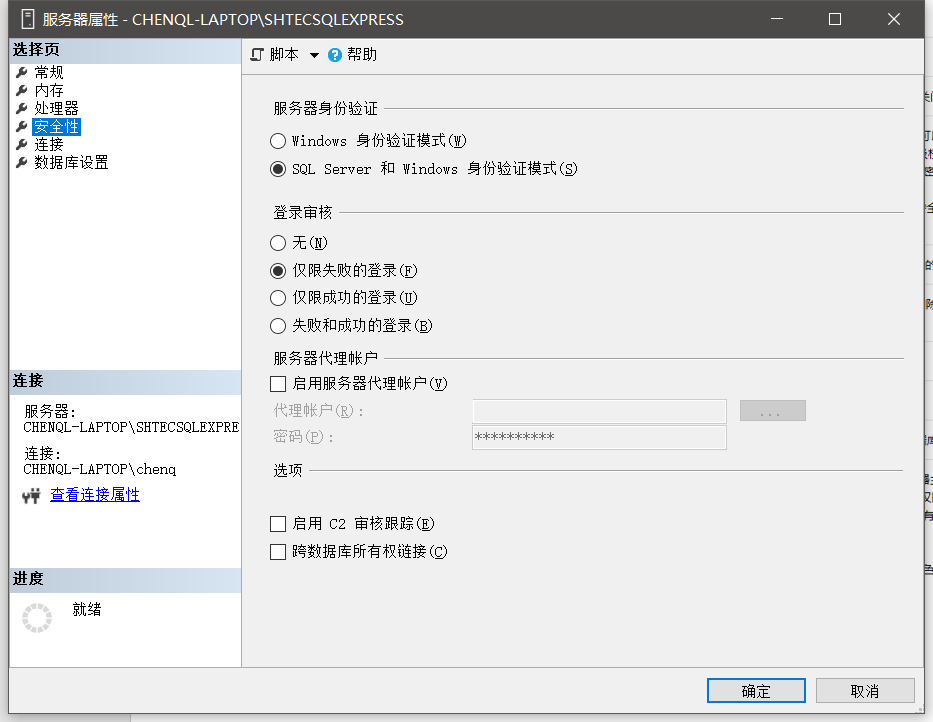 服务器属性 - CHENQL-LAPTOP\SHTECSQLEXPRESS
选择页
常规
内存
处理器
安全性
连接
数据库设置
连接
服务器:
CHENQL-LAPTOP\SHTECSQLEXPRE
连接:
CHENQL-LAPTOP\chenq
查看连接属性
进度
就绪
脚本 帮助
服务器身份验证
Windows 身份验证模式(W)
SQL Server 和 Windows 身份验证模式(S)
登录审核
无(N)
仅限失败的登录(F)
仅限成功的登录(U)
失败和成功的登录(B)
服务器代理帐户
启用服务器代理帐户(V)
代理帐户(R):
...
密码(P):
**********
选项
启用 C2 审核跟踪(E)
跨数据库所有权链接(C)
确定
取消